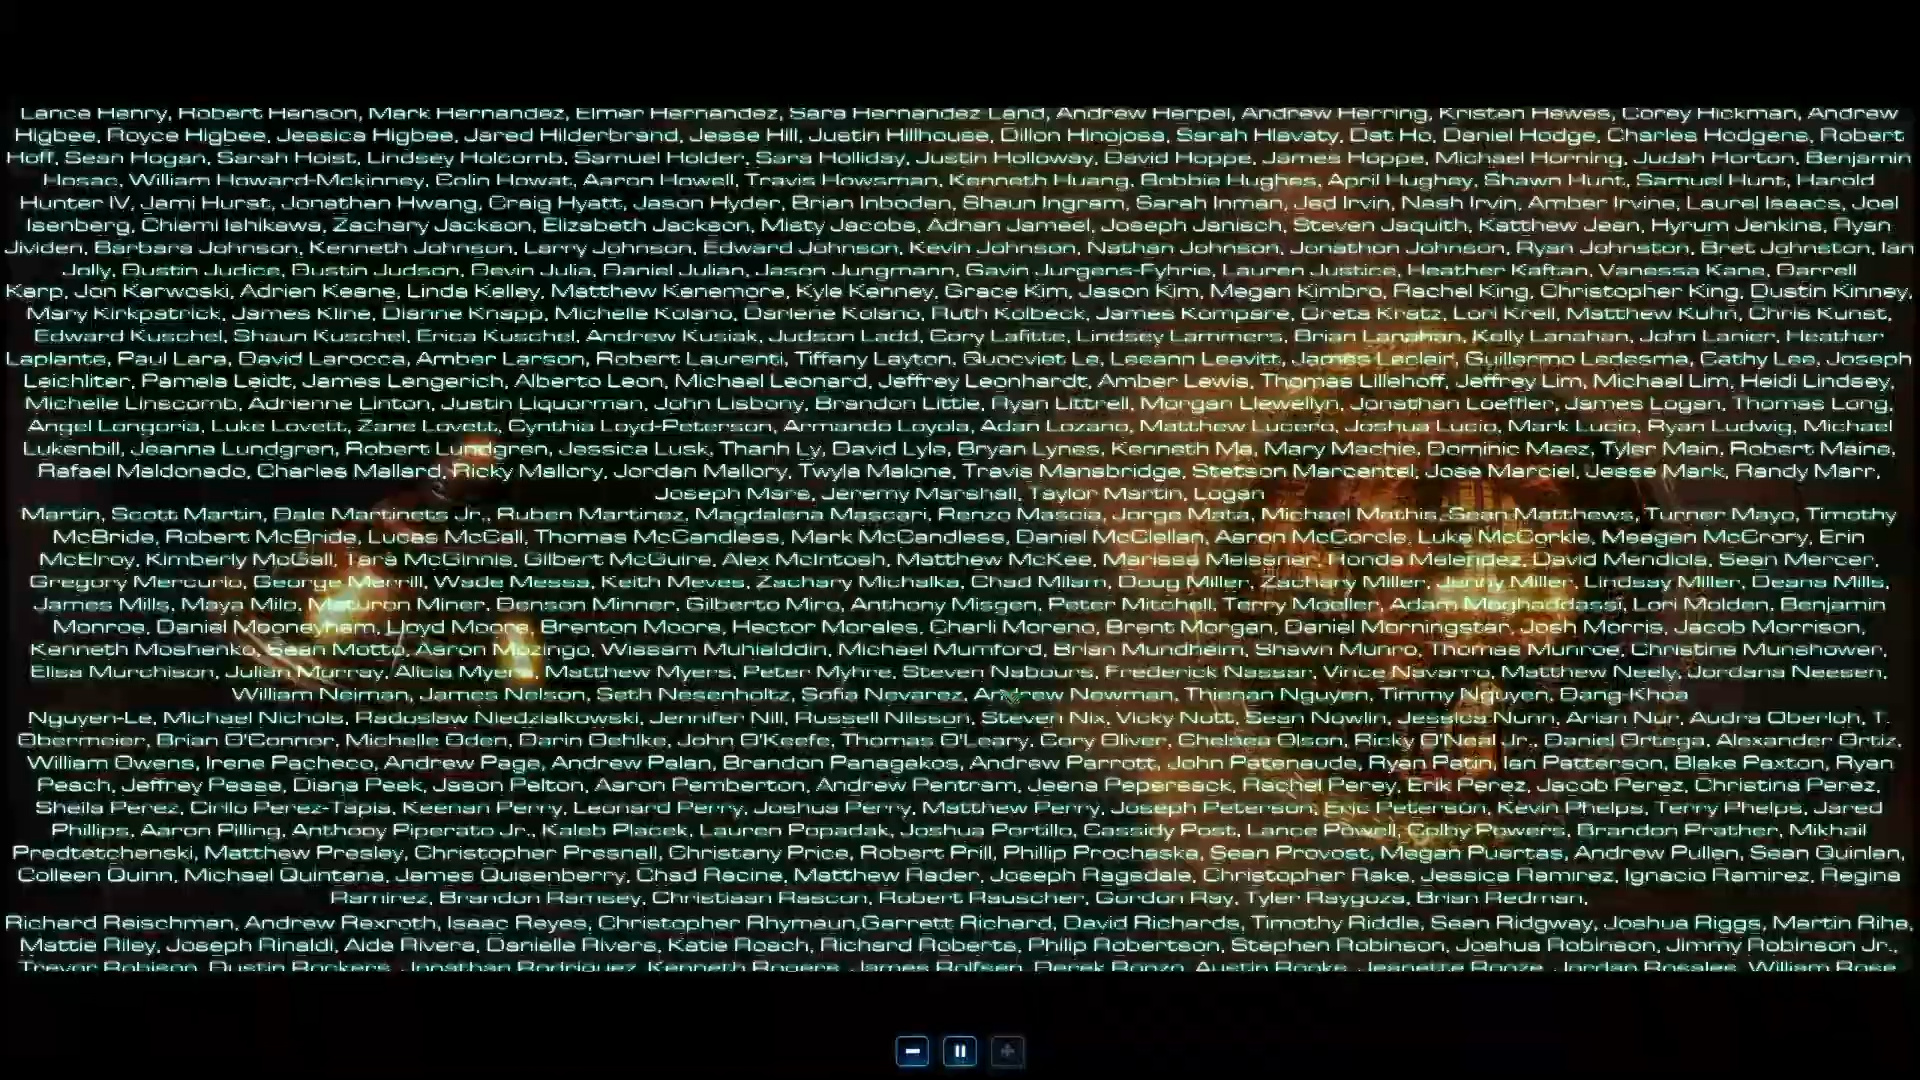 Lance Henry, Robert Henson, Mark Hernandez, Elmer Hernandez, Sara Hernandez Land, Andrew Herpel, Andrew Herring, Kristen Hewes, Corey Hickman, Andrew
Higbee, Royce Higbee, Jessica Higbee, Jared Hilderbrand, Jesse Hill, Justin Hillhouse, Dillon Hinojosa, Sarah Hlavaty, Dat Ho, Daniel Hodge, Charles Hodgens, Robert
Hoff, Sean Hogan, Sarah Hoist, Lindsey Holcomb, Samuel Holder, Sara Holliday, Justin Holloway, David Hoppe, James Hoppe, Michael Horning, Judah Horton, Benjamin
Hosac, William Howard-Mckinney, Colin Howat, Aaron Howell, Travis Howsman, Kenneth Huang, Robbie Hughes, April Hughey, Shawn Hunt, Samuel Hunt, Harold
Hunter IV, Jami Hurst, Jonathan Hwang, Craig Hyatt, Jason Hyder, Brian Inboden, Shaun Ingram, Sarah Inman, Jed Irvin, Nash Irvin, Amber Irvine, Laurel Isaacs, Joel
Isenberg, Chiemi Ishikawa, Zachary Jackson, Elizabeth Jackson, Misty Jacobs, Adnan Jameel, Joseph Janisch, Steven Jaquith, Katthew Jean, Hyrum Jenkins, Ryan
Jividen, Barbara Johnson, Kenneth Johnson, Larry Johnson, Edward Johnson, Kevin Johnson, Nathan Johnson, Jonathon Johnson, Ryan Johnston, Bret Johnston, Ian
Jolly, Dustin Judice, Dustin Judson, Devin Julia, Daniel Julian, Jason Jungmann, Gavin Jurgens-Fyhrie, Lauren Justice, Heather Kaftan, Vanessa Kane, Darrell
Karp, Jon Karwoski, Adrien Keane, Linda Kelley, Matthew Kenemore, Kyle Kenney, Grace Kim, Jason Kim, Megan Kimbro, Rachel King, Christopher King, Dustin Kinney,
Mary Kirkpatrick, James Kline, Dianne Knapp, Michelle Kolano, Darlene Kolano, Ruth Kolbeck, James Kompare, Greta Kratz, Lori Krell, Matthew Kuhn, Chris Kunst,
Edward Kuschel, Shaun Kuschel, Erica Kuschel, Andrew Kusiak, Judson Ladd, Cory Lafitte, Lindsey Lammers, Brian Lanahan, Kelly Lanahan, John Lanier, Heather
Laplante, Paul Lara, David Larocca, Amber Larson, Robert Laurenti, Tiffany Layton, Quocviet Le, Leeann Leavitt, James Leclair, Guillermo Ledesma, Cathy Lee, Joseph
Leichliter, Pamela Leidt, James Lengerich, Alberto Leon, Michael Leonard, Jeffrey Leonhardt, Amber Lewis, Thomas Lillehoff, Jeffrey Lim, Michael Lim, Heidi Lindsey,
Michelle Linscomb, Adrienne Linton, Justin Liquorman, John Lisbony, Brandon Little, Ryan Littrell, Morgan Llewellyn, Jonathan Loeffler, James Logan, Thomas Long,
Angel Longoria, Luke Lovett, Zane Lovett, Cynthia Loyd-Peterson, Armando Loyola, Adan Lozano, Matthew Lucero, Joshua Lucio, Mark Lucio, Ryan Ludwig, Michael
Lukenbill, Jeanna Lundgren, Robert Lundgren, Jessica Lusk, Thanh Ly, David Lyle, Bryan Lynes, Kenneth Ma, Mary Machie, Dominic Maez, Tyler Main, Robert Maine,
Rafael Maldonado, Charles Mallard, Ricky Mallory, Jordan Mallory, Twyla Malone, Travis Mansbridge, Stetson Marcantel, Jose Marciel, Jesse Mark, Randy Marr,
Joseph Mars, Jeremy Marshall, Taylor Martin, Logan
Martin, Scott Martin, Dale Martinets Jr., Ruben Martinez, Magdalena Mascari, Renzo Mascia, Jorge Mata, Michael Mathis, Sean Matthews, Turner Mayo, Timothy
McBride, Robert McBride, Lucas McCall, Thomas McCandless, Mark McCandless, Daniel McClellan, Aaron McCorcle, Luke McCorkle, Meagen McCrory, Erin
McElroy, Kimberly McGall, Tara McGinnis, Gilbert McGuire, Alex McIntosh, Matthew McKee, Marissa Meissner, Honda Melendez, David Mendiola, Sean Mercer,
Gregory Mercurio, George Merrill, Wade Messa, Keith Meves, Zachary Michalka, Chad Milam, Doug Miller, Zachary Miller, Jenny Miller, Lindsay Miller, Deana Mills,
James Mills, Maya Milo, Maturon Miner, Denson Minner, Gilberto Miro, Anthony Misgen, Peter Mitchell, Terry Moeller, Adam Moghaddassi, Lori Molden, Benjamin
Monroe, Daniel Mooneyham, Lloyd Moore, Brenton Moore, Hector Morales, Charli Moreno, Brent Morgan, Daniel Morningstar, Josh Morris, Jacob Morrison,
Kenneth Moshenko, Sean Motto, Aaron Mozingo, Wissam Muhialddin, Michael Mumford, Brian Mundheim, Shawn Munro, Thomas Munroe, Christine Munshower,
Elisa Murchison, Julian Murray, Alicia Myers, Matthew Myers, Peter Myhre, Steven Nabours, Frederick Nassar, Vince Navarro, Matthew Neely, Jordana Neesen,
William Neiman, James Nelson, Seth Nesenholtz, Sofia Nevarez, Andrew Newman, Thienan Nguyen, Timmy Nguyen, Dang-Khoa
Nguyen-Le, Michael Nichols, Radoslaw Niedzialkowski, Jennifer Nill, Russell Nilsson, Steven Nix, Vicky Nott, Sean Nowlin, Jessica Nunn, Arian Nur, Audra Oberloh, T.
Obermeier, Brian O'Connor, Michelle Oden, Darin Oehlke, John O'Keefe, Thomas O'Leary, Cory Oliver, Chelsea Olson, Ricky O'Neal Jr., Daniel Ortega, Alexander Ortiz,
William Owens, Irene Pacheco, Andrew Page, Andrew Palan, Brandon Panagakos, Andrew Parrott, John Patenaude, Ryan Patin, Ian Patterson, Blake Paxton, Ryan
Peach, Jeffrey Pease, Diana Peek, Jason Pelton, Aaron Pemberton, Andrew Pentram, Jeena Pepersack, Rachel Perey, Erik Perez, Jacob Perez, Christina Perez,
Sheila Perez, Cirilo Perez-Tapia, Keenan Perry, Leonard Perry, Joshua Perry, Matthew Perry, Joseph Peterson, Eric Peterson, Kevin Phelps, Terry Phelps, Jared
Phillips, Aaron Pilling, Anthony Piperato Jr., Kaleb Placek, Lauren Popadak, Joshua Portillo, Cassidy Post, Lance Powell, Colby Powers, Brandon Prather, Mikhail
Predtetchenski, Matthew Presley, Christopher Presnell, Christany Price, Robert Prill, Phillip Prochaska, Sean Provost, Megan Puertas, Andrew Pullen, Sean Quinlan,
Colleen Quinn, Michael Quintana, James Quisenberry, Chad Racine, Matthew Rader, Joseph Ragsdale, Christopher Rake, Jessica Ramirez, Ignacio Ramirez, Regina
Ramirez, Brandon Ramsey, Christiaan Rascon, Robert Rauscher, Gordon Ray, Tyler Raygoza, Brian Redman,
Richard Reischman, Andrew Rexroth, Isaac Reyes, Christopher Rhymaun,Garrett Richard, David Richards, Timothy Riddle, Sean Ridgway, Joshua Riggs, Martin Riha,
Mattie Riley, Joseph Rinaldi, Aide Rivera, Danielle Rivers, Katie Roach, Richard Roberts, Philip Robertson, Stephen Robinson, Joshua Robinson, Jimmy Robinson Jr.,
Trevor Robison, Dustin Rockers, Jonathan Rodriguez, Kenneth Rogers, James Rolfsen, Derek Ronzo, Austin Rooks, Jeanette Rooze, Jordan Rosales, William Rose